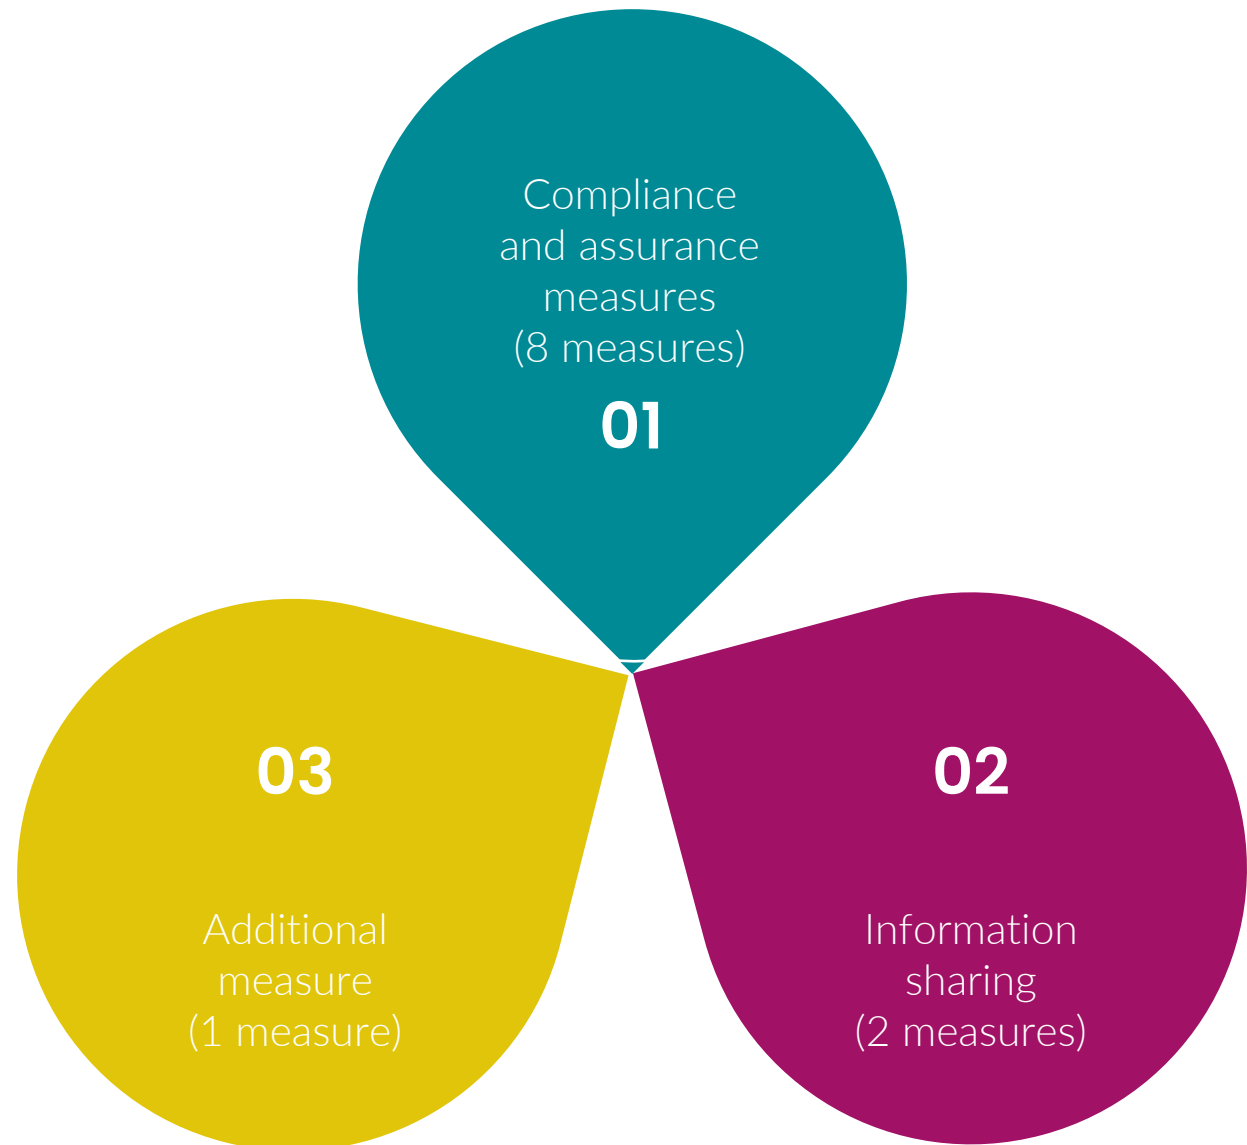 Compliance
and assurance
measures
(8 measures)
01
02
Information
sharing
(2 measures)
03
Additional
measure
(1 measure)